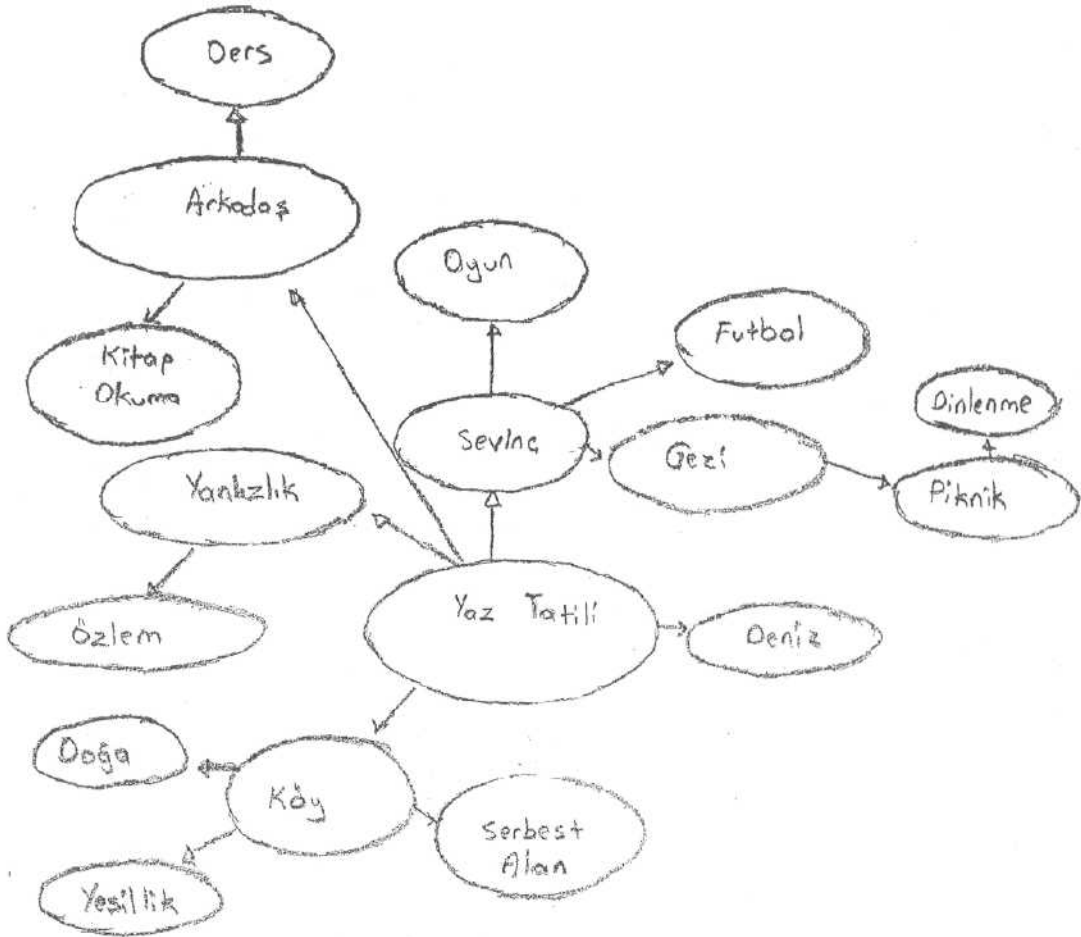 Ders
Arkadaş
Oyun
Futbol
Kitap
Okuma
Dinlenme
Sevinç
Gezi
Yanlızlık
Piknik
Yaz Tatili
Özlem
Deniz
Doğa
Köy
Serbest
Alan
Yeşillik